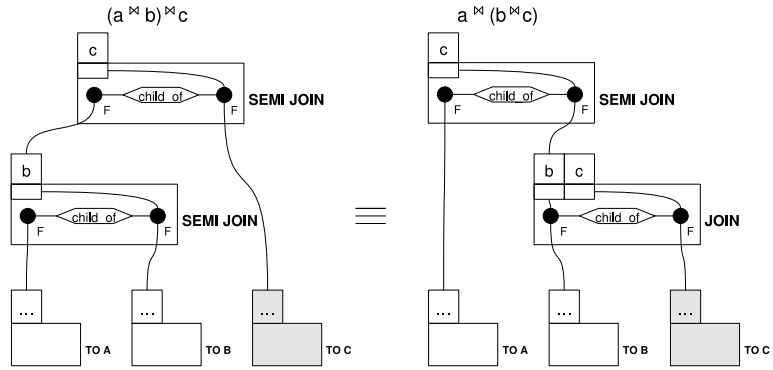 (a ⋈ b) ⋈ c
a ⋈ (b ⋈ c)
c
child_of
F
F
SEMI JOIN
b
child_of
F
F
SEMI JOIN
...
TO A
...
TO B
...
TO C
≡
c
child_of
F
F
SEMI JOIN
b c
child_of
F
F
JOIN
...
TO A
...
TO B
...
TO C